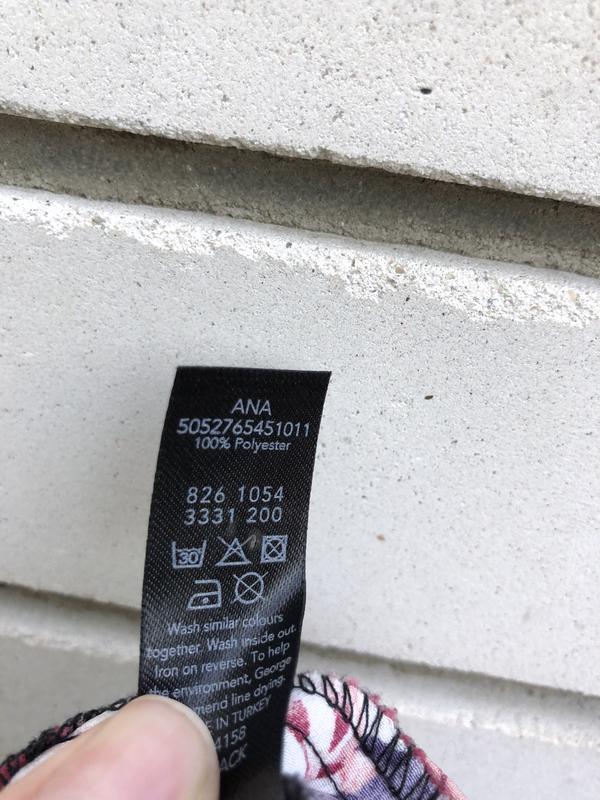 ANA
5052765451011
100% Polyester
826 1054
3331 200
30
Wash similar colours
together. Wash inside out.
Iron on reverse. To help
the environment, George
mend line drying.
E IN TURKEY
4158
ACK